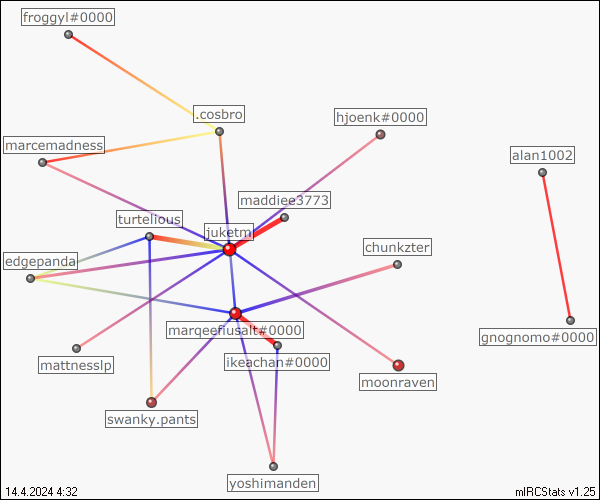 froggyl#0000
.cosbro
hjoenk#0000
marcemadness
alan1002
maddiee3773
turtelious
juketm
chunkzter
edgepanda
marqeefiusalt#0000
gnognomo#0000
ikeachan#0000
mattnesslp
moonraven
swanky.pants
yoshimanden
14.4.2024 4:32
mIRCStats v1.25